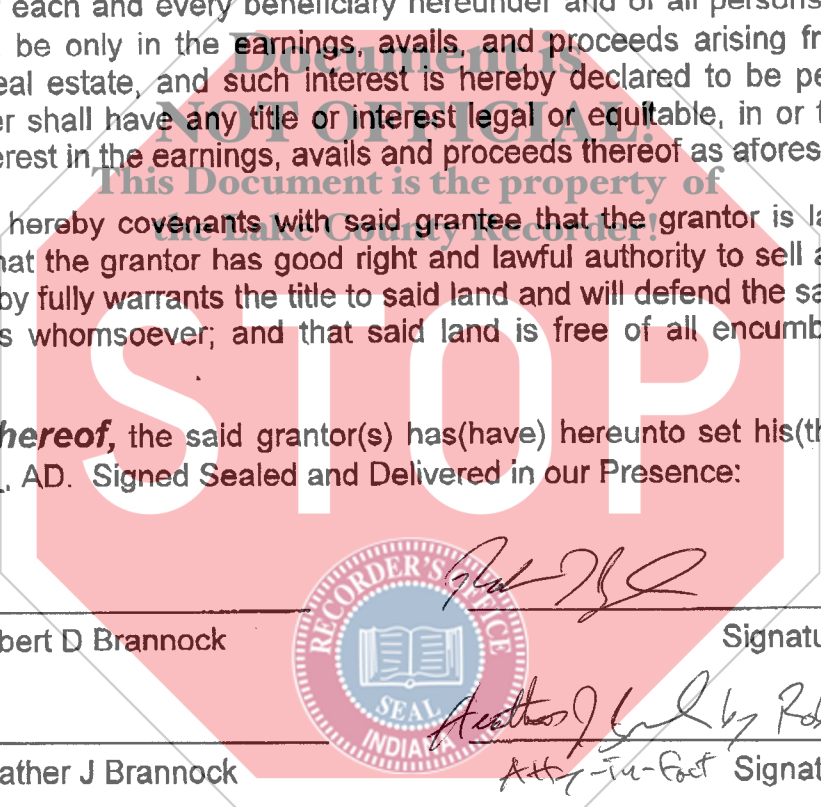 each and every beneficiary hereunder and of all persons
be only in the earnings, avails, and proceeds arising fr
Document is
eal estate, and such interest is hereby declared to be pe
NOT OFFICIAL!
er shall have any title or interest legal or equitable, in or t
erest in the earnings, avails and proceeds thereof as afores
This Document is the property of
the Lake County Recorder!
hereby covenants with said grantee that the grantor is la
hat the grantor has good right and lawful authority to sell a
by fully warrants the title to said land and will defend the sa
s whomsoever; and that said land is free of all encumb
STOP
hereof, the said grantor(s) has(have) hereunto set his(th
AD. Signed Sealed and Delivered in our Presence:
RECORDER'S OFFICE
SEAL
INDIANA
bert D Brannock
Signatu
Heather J by Rob
ather J Brannock
Atty-In-Fact Signat